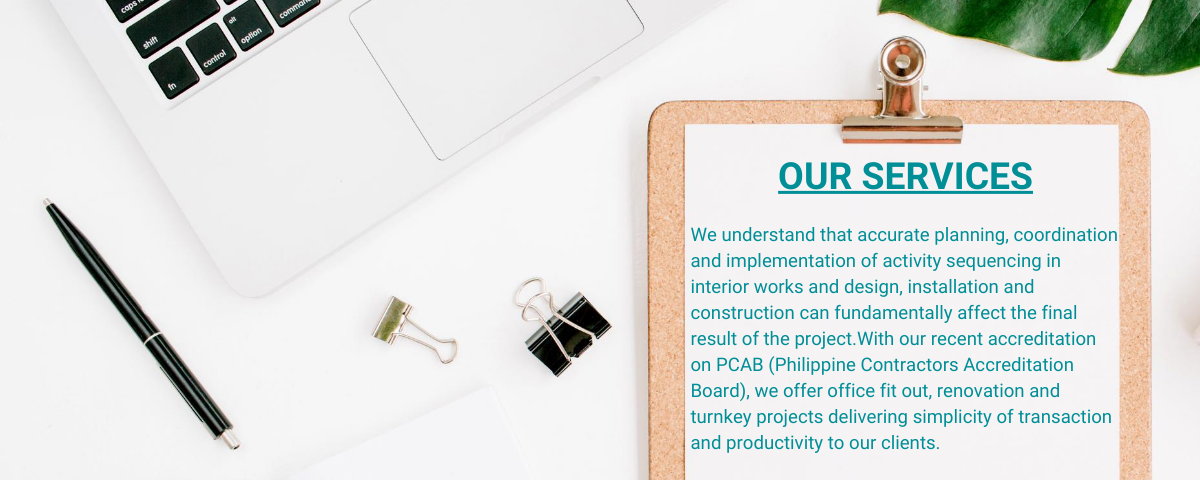 caps lock
shift
fn
control
alt
option
command
OUR SERVICES
We understand that accurate planning, coordination
and implementation of activity sequencing in
interior works and design, installation and
construction can fundamentally affect the final
result of the project.With our recent accreditation
on PCAB (Philippine Contractors Accreditation
Board), we offer office fit out, renovation and
turnkey projects delivering simplicity of transaction
and productivity to our clients.